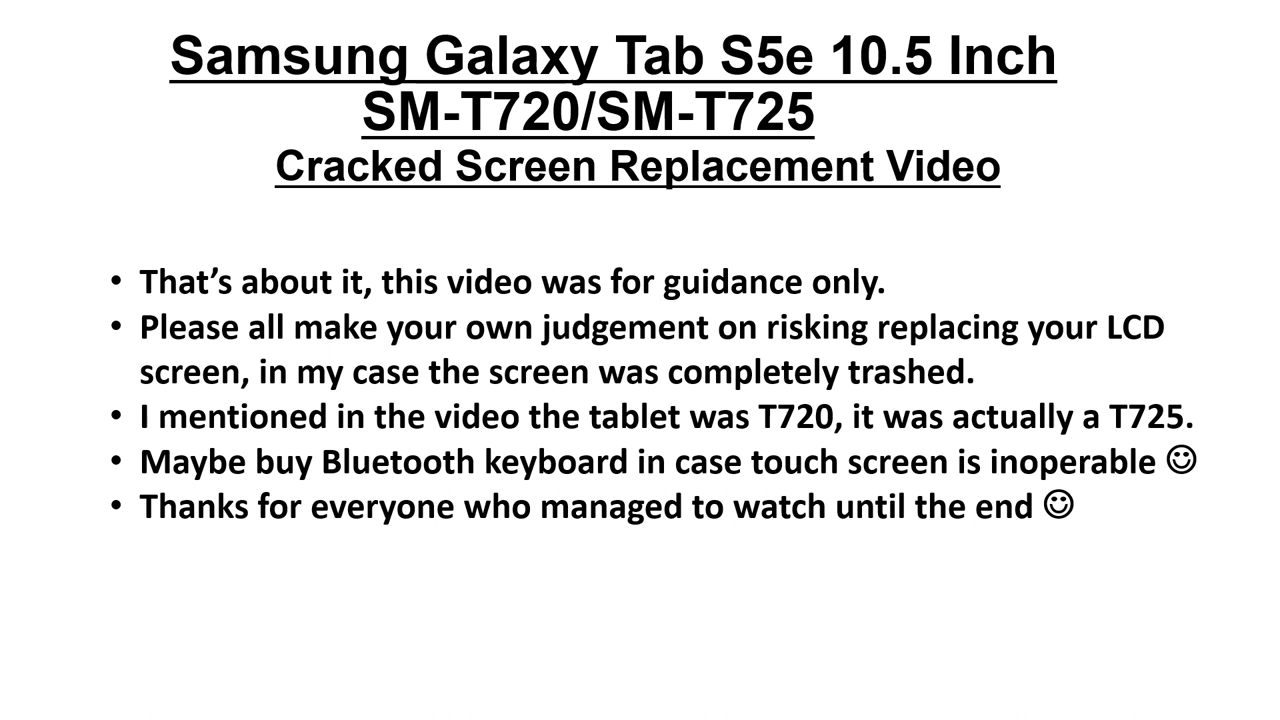 Samsung Galaxy Tab S5e 10.5 Inch
SM-T720/SM-T725
Cracked Screen Replacement Video
• That’s about it, this video was for guidance only.
• Please all make your own judgement on risking replacing your LCD
screen, in my case the screen was completely trashed.
• I mentioned in the video the tablet was T720, it was actually a T725.
• Maybe buy Bluetooth keyboard in case touch screen is inoperable ☺
• Thanks for everyone who managed to watch until the end ☺